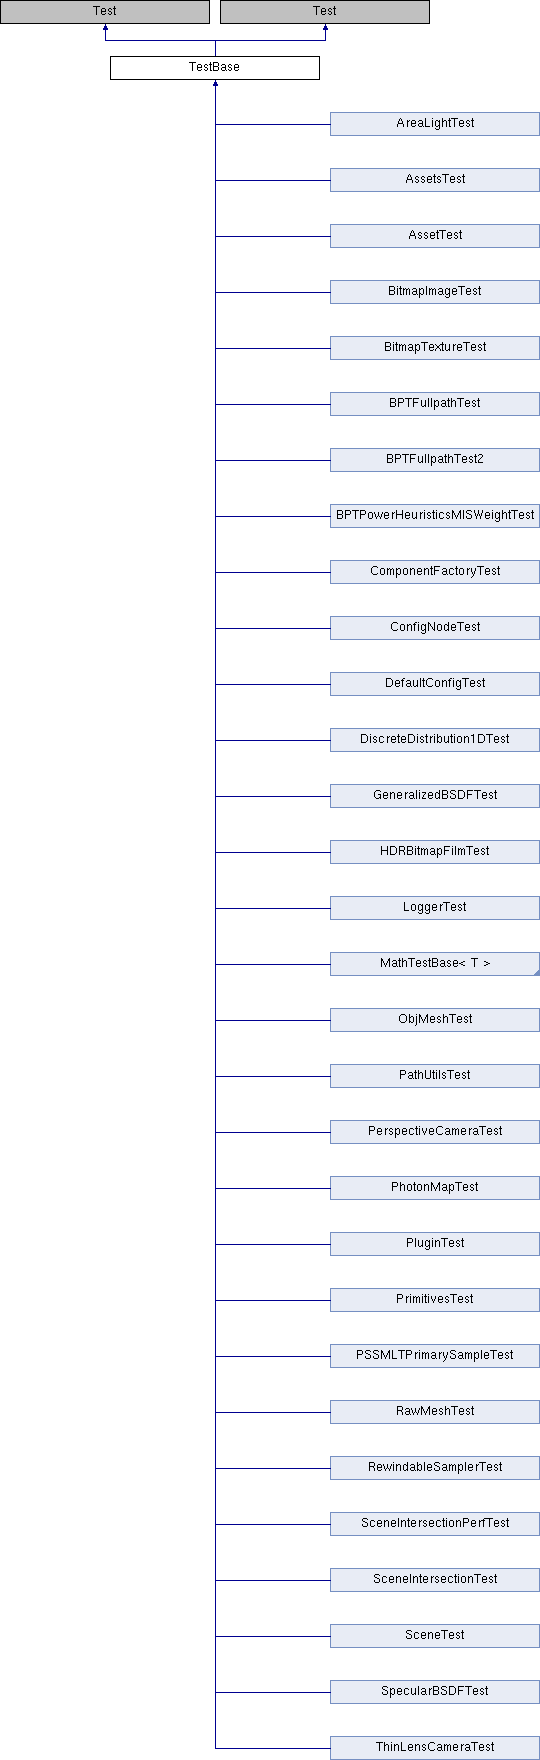 Test
Test
TestBase
AreaLightTest
AssetsTest
AssetTest
BitmapImageTest
BitmapTextureTest
BPTFullpathTest
BPTFullpathTest2
BPTPowerHeuristicsMISWeightTest
ComponentFactoryTest
ConfigNodeTest
DefaultConfigTest
DiscreteDistribution1DTest
GeneralizedBSDFTest
HDRBitmapFilmTest
LoggerTest
MathTestBase< T >
ObjMeshTest
PathUtilsTest
PerspectiveCameraTest
PhotonMapTest
PluginTest
PrimitivesTest
PSSMLTPrimarySampleTest
RawMeshTest
RewindableSamplerTest
SceneIntersectionPerfTest
SceneIntersectionTest
SceneTest
SpecularBSDFTest
ThinLensCameraTest